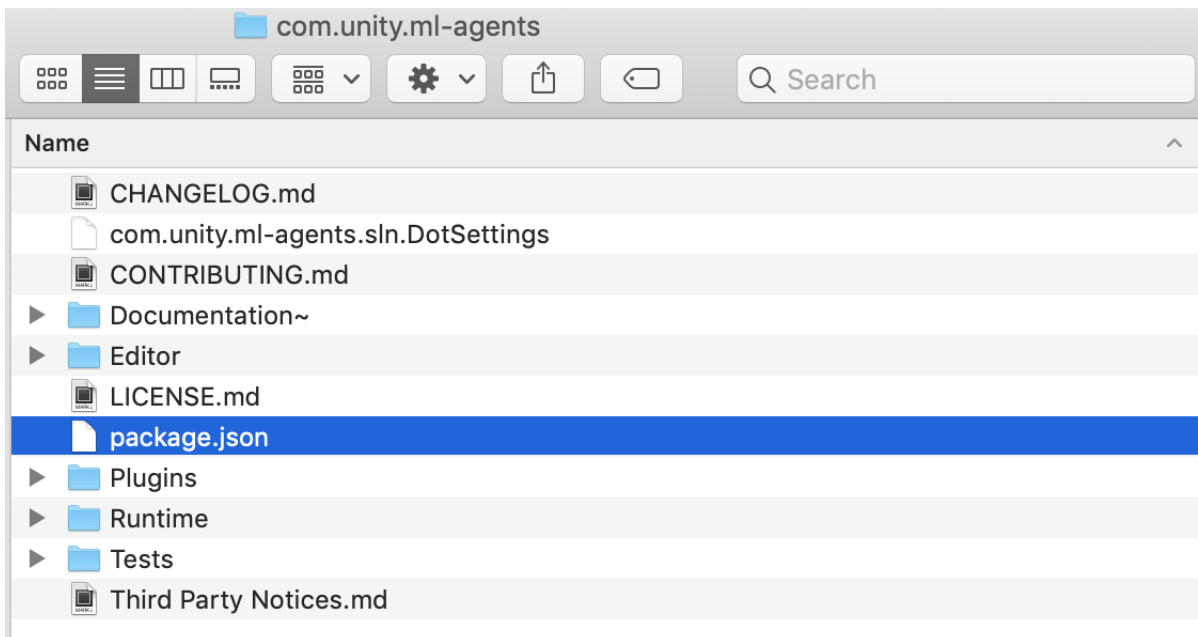 com.unity.ml-agents
Search
Name
CHANGELOG.md
com.unity.ml-agents.sln.DotSettings
CONTRIBUTING.md
Documentation~
Editor
LICENSE.md
package.json
Plugins
Runtime
Tests
Third Party Notices.md